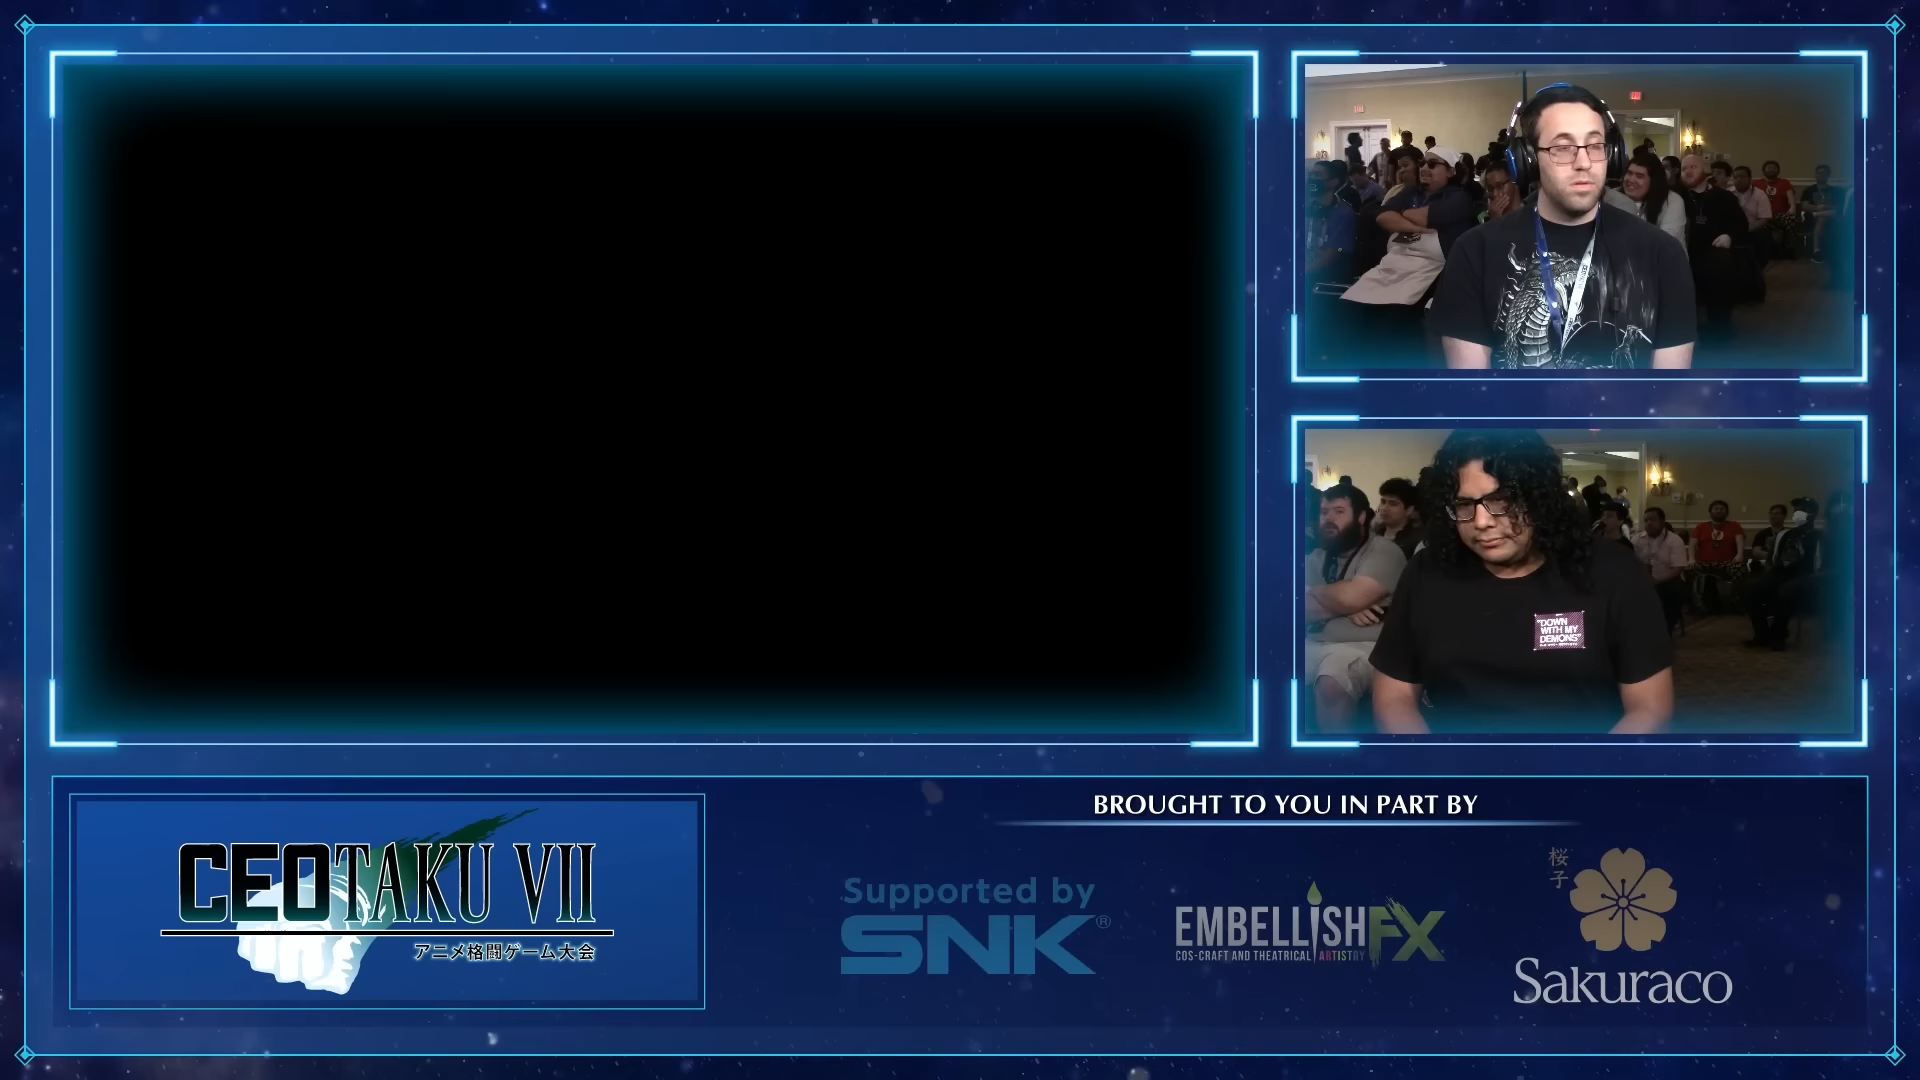 "DOWN
WITH MY
DEMONS"
BROUGHT TO YOU IN PART BY
CEOTAKU VII
アニメ格闘ゲーム大会
Supported by
SNK®
EMBELLISHFX
COS-CRAFT AND THEATRICAL ARTISTRY
桜子
Sakuraco